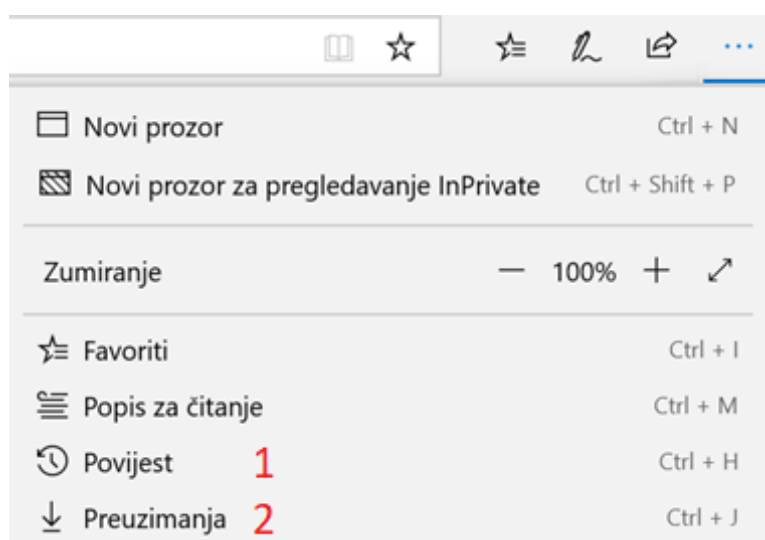 Novi prozor Ctrl + N
Novi prozor za pregledavanje InPrivate Ctrl + Shift + P
Zumiranje — 100% +
Favoriti Ctrl + I
Popis za čitanje Ctrl + M
Povijest 1 Ctrl + H
Preuzimanja 2 Ctrl + J